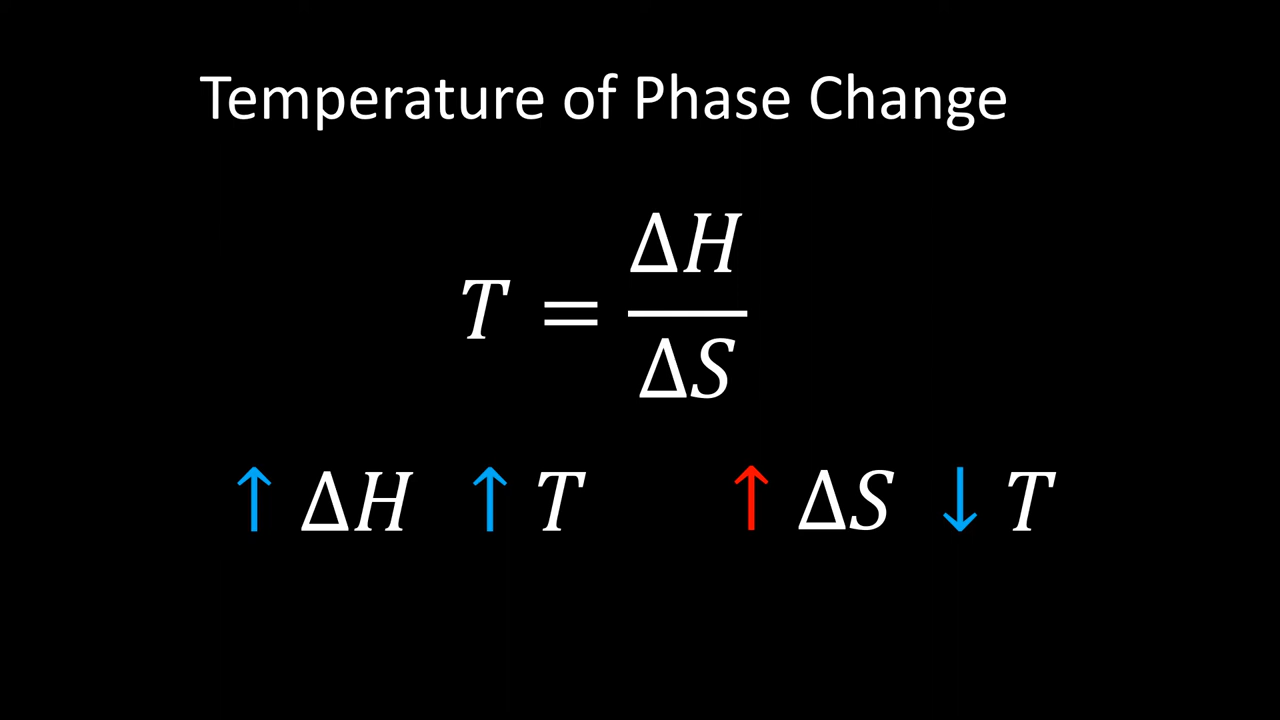 Temperature of Phase Change
T = ΔH/ΔS
↑ ΔH ↑ T ↑ ΔS ↓ T